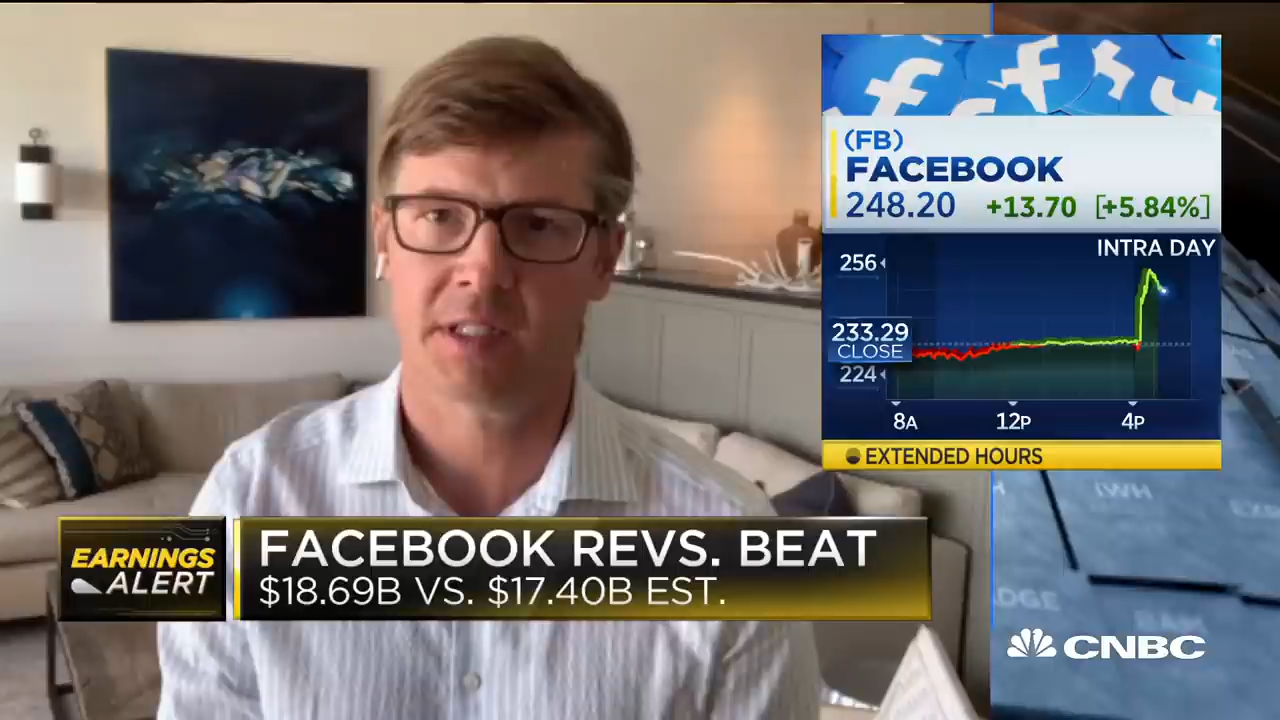 (FB)
FACEBOOK
248.20 +13.70 [+5.84%]
INTRA DAY
256
233.29
CLOSE
224
8A 12P 4P
EXTENDED HOURS
EARNINGS
ALERT
FACEBOOK REVS. BEAT
$18.69B VS. $17.40B EST.
IWH
CNBC